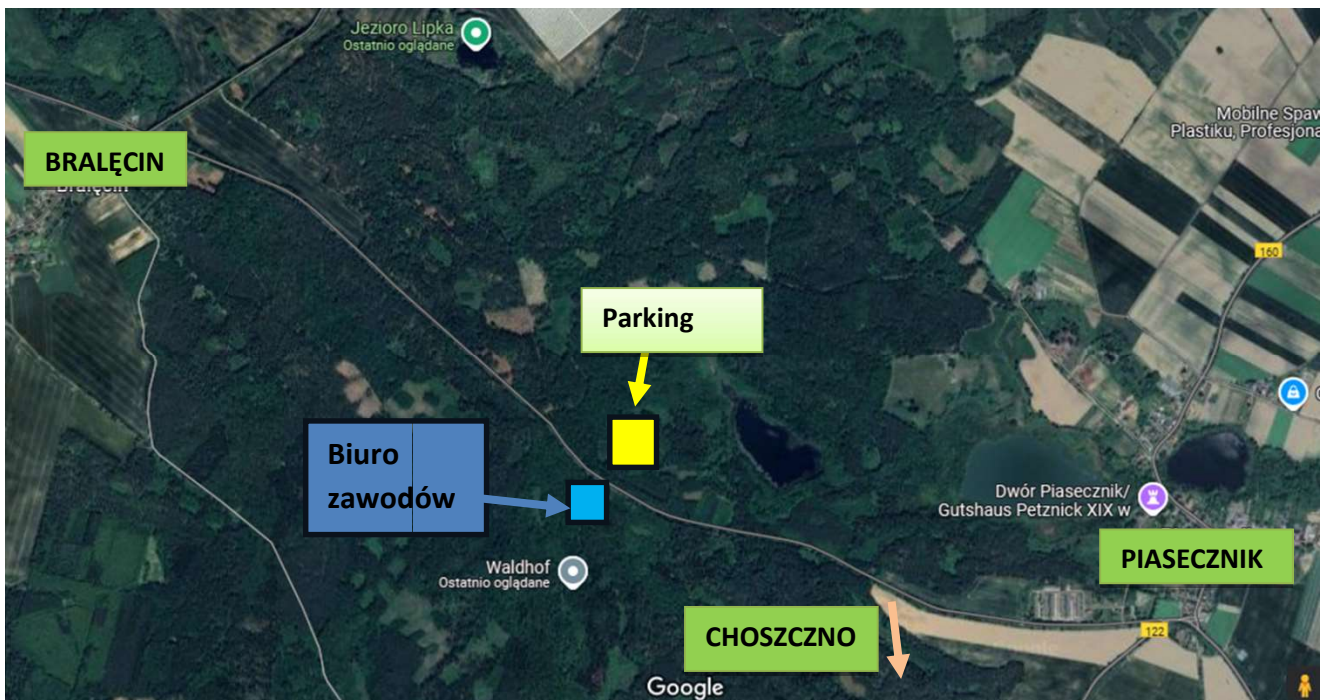 Jezioro Lipka
Ostatnio oglądane
Mobilne Spaw
Plastiku, Profesjona
BRALĘCIN
Bralęcin
160
Parking
Biuro
zawodów
Dwór Piasecznik/
Gutshaus Petznick XIX w
PIASECZNIK
Waldhof
Ostatnio oglądane
CHOSZCZNO
122
Google